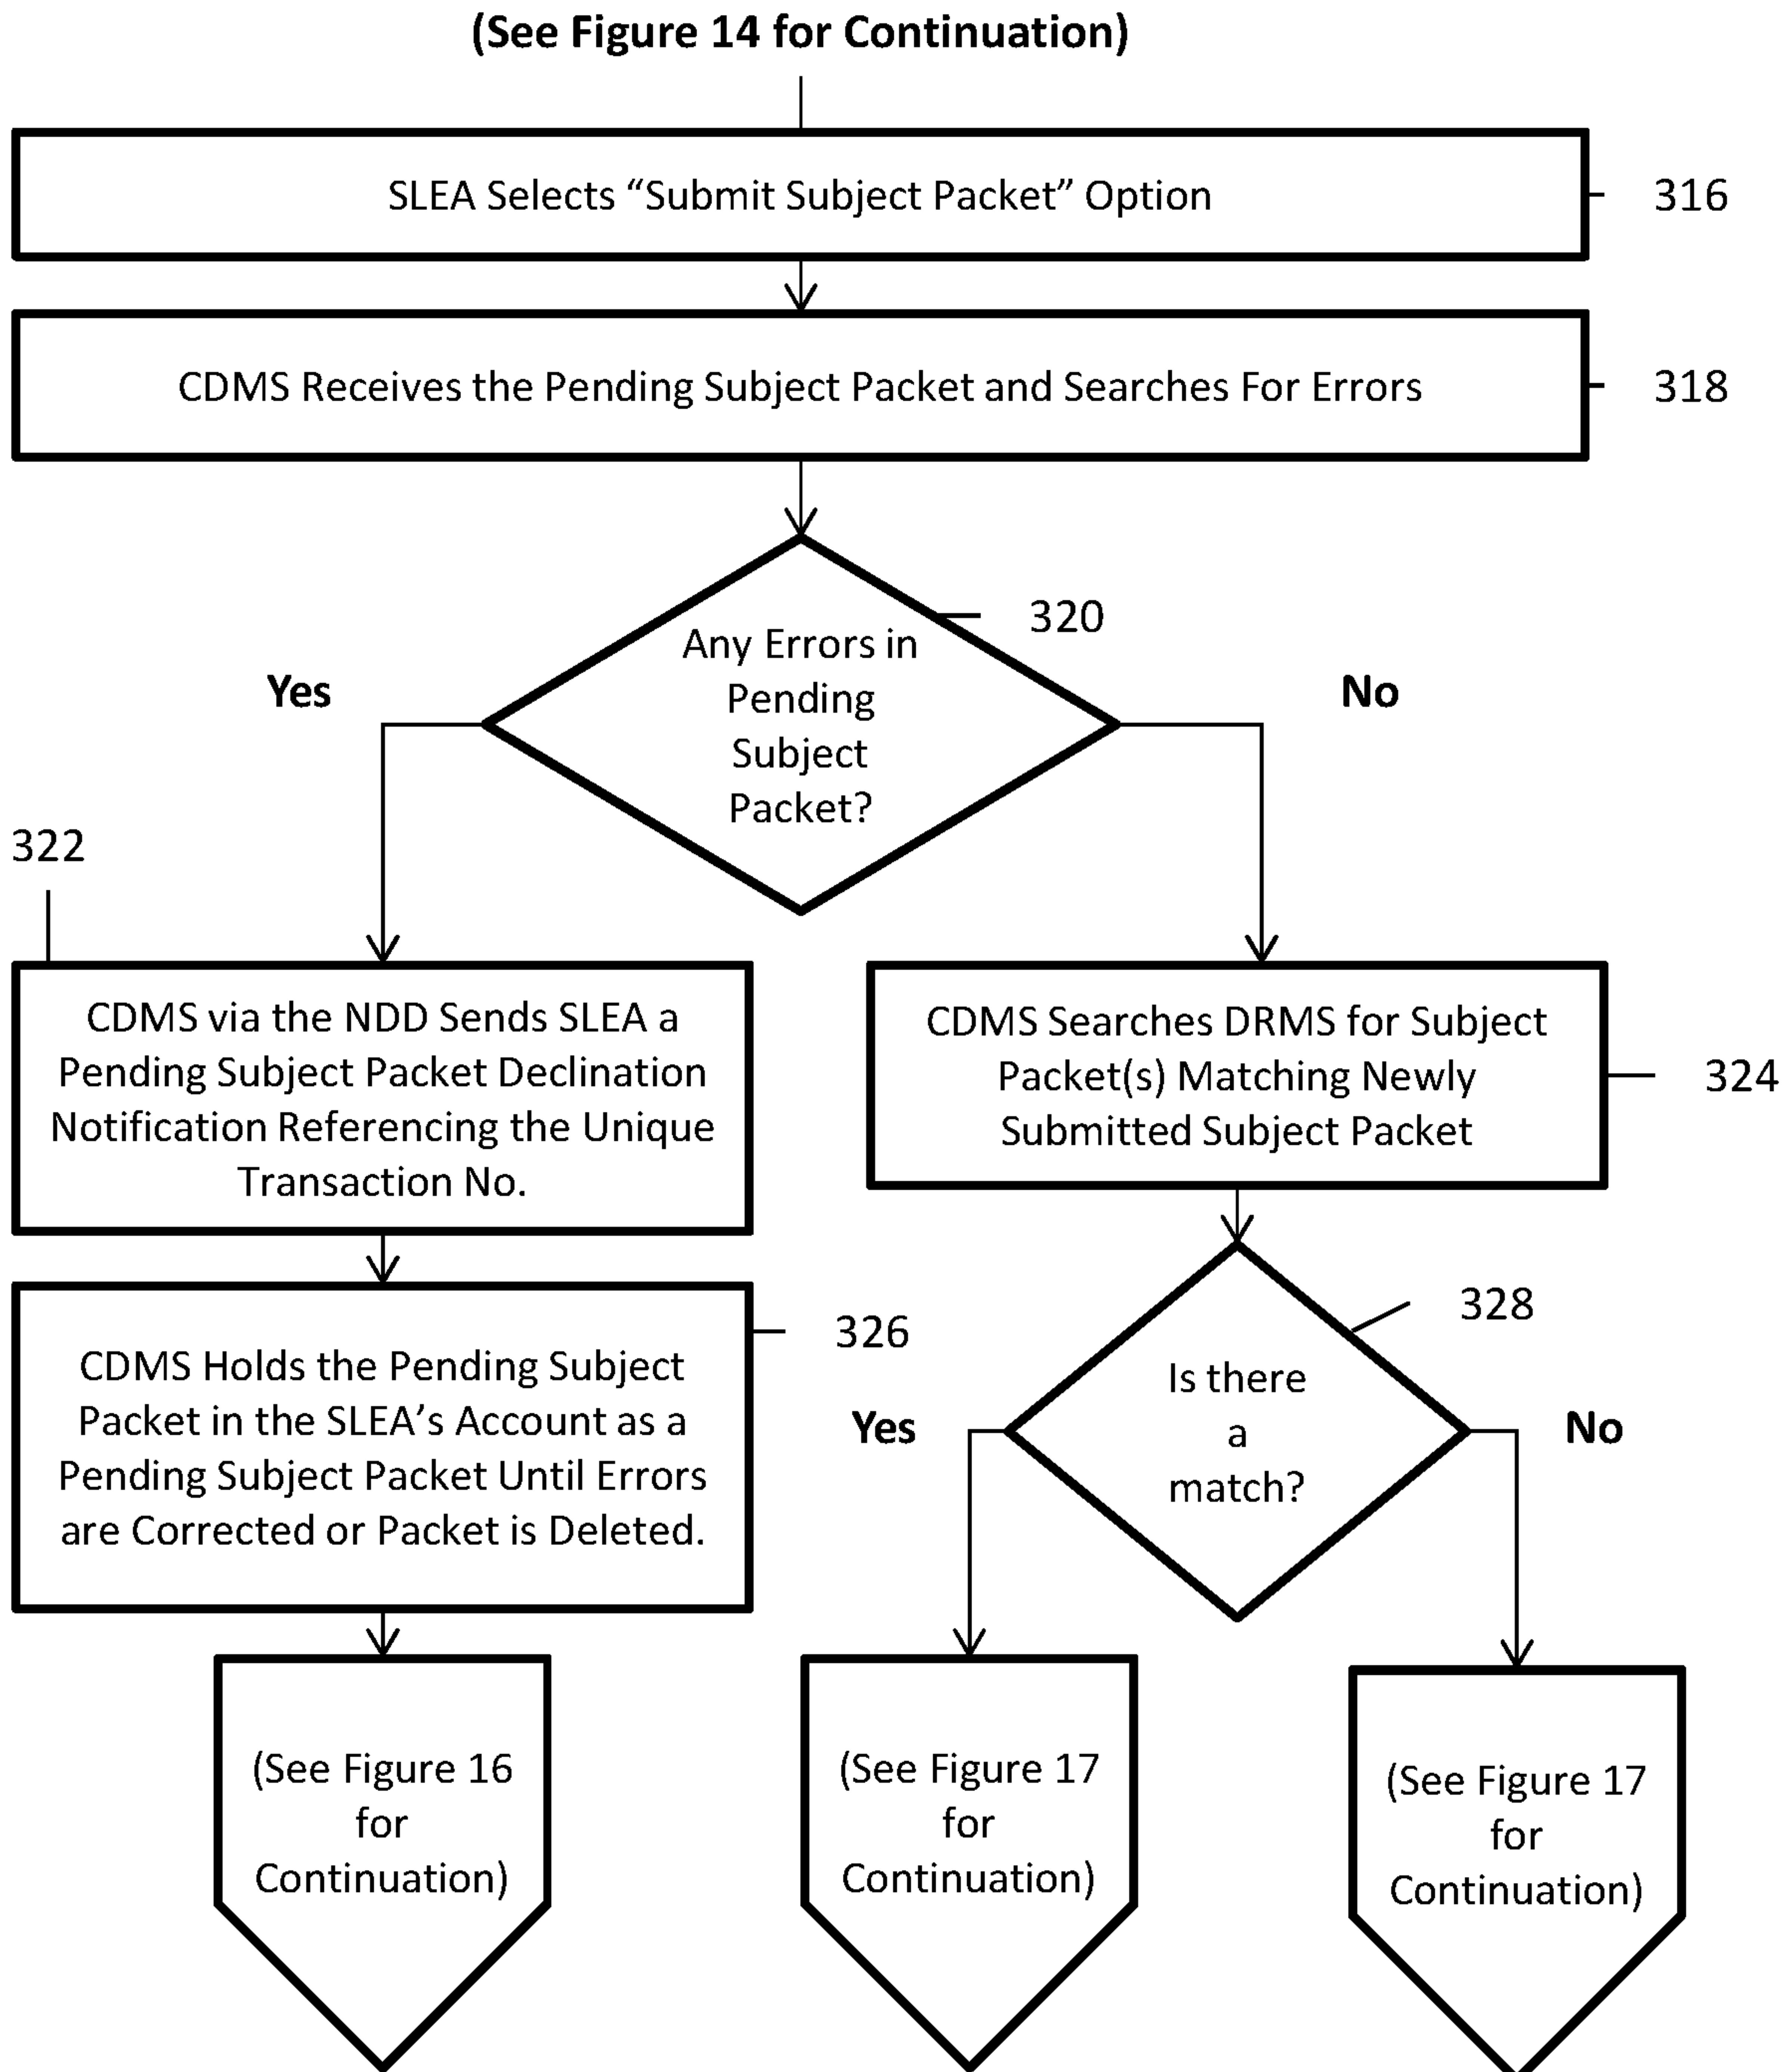 (See Figure 14 for Continuation)
SLEA Selects “Submit Subject Packet” Option
316
CDMS Receives the Pending Subject Packet and Searches For Errors
318
320
Any Errors in
Pending
Subject
Packet?
Yes
No
322
CDMS via the NDD Sends SLEA a
Pending Subject Packet Declination
Notification Referencing the Unique
Transaction No.
CDMS Searches DRMS for Subject
Packet(s) Matching Newly
Submitted Subject Packet
324
326
CDMS Holds the Pending Subject
Packet in the SLEA’s Account as a
Pending Subject Packet Until Errors
are Corrected or Packet is Deleted.
328
Is there
a
match?
Yes
No
(See Figure 16
for
Continuation)
(See Figure 17
for
Continuation)
(See Figure 17
for
Continuation)